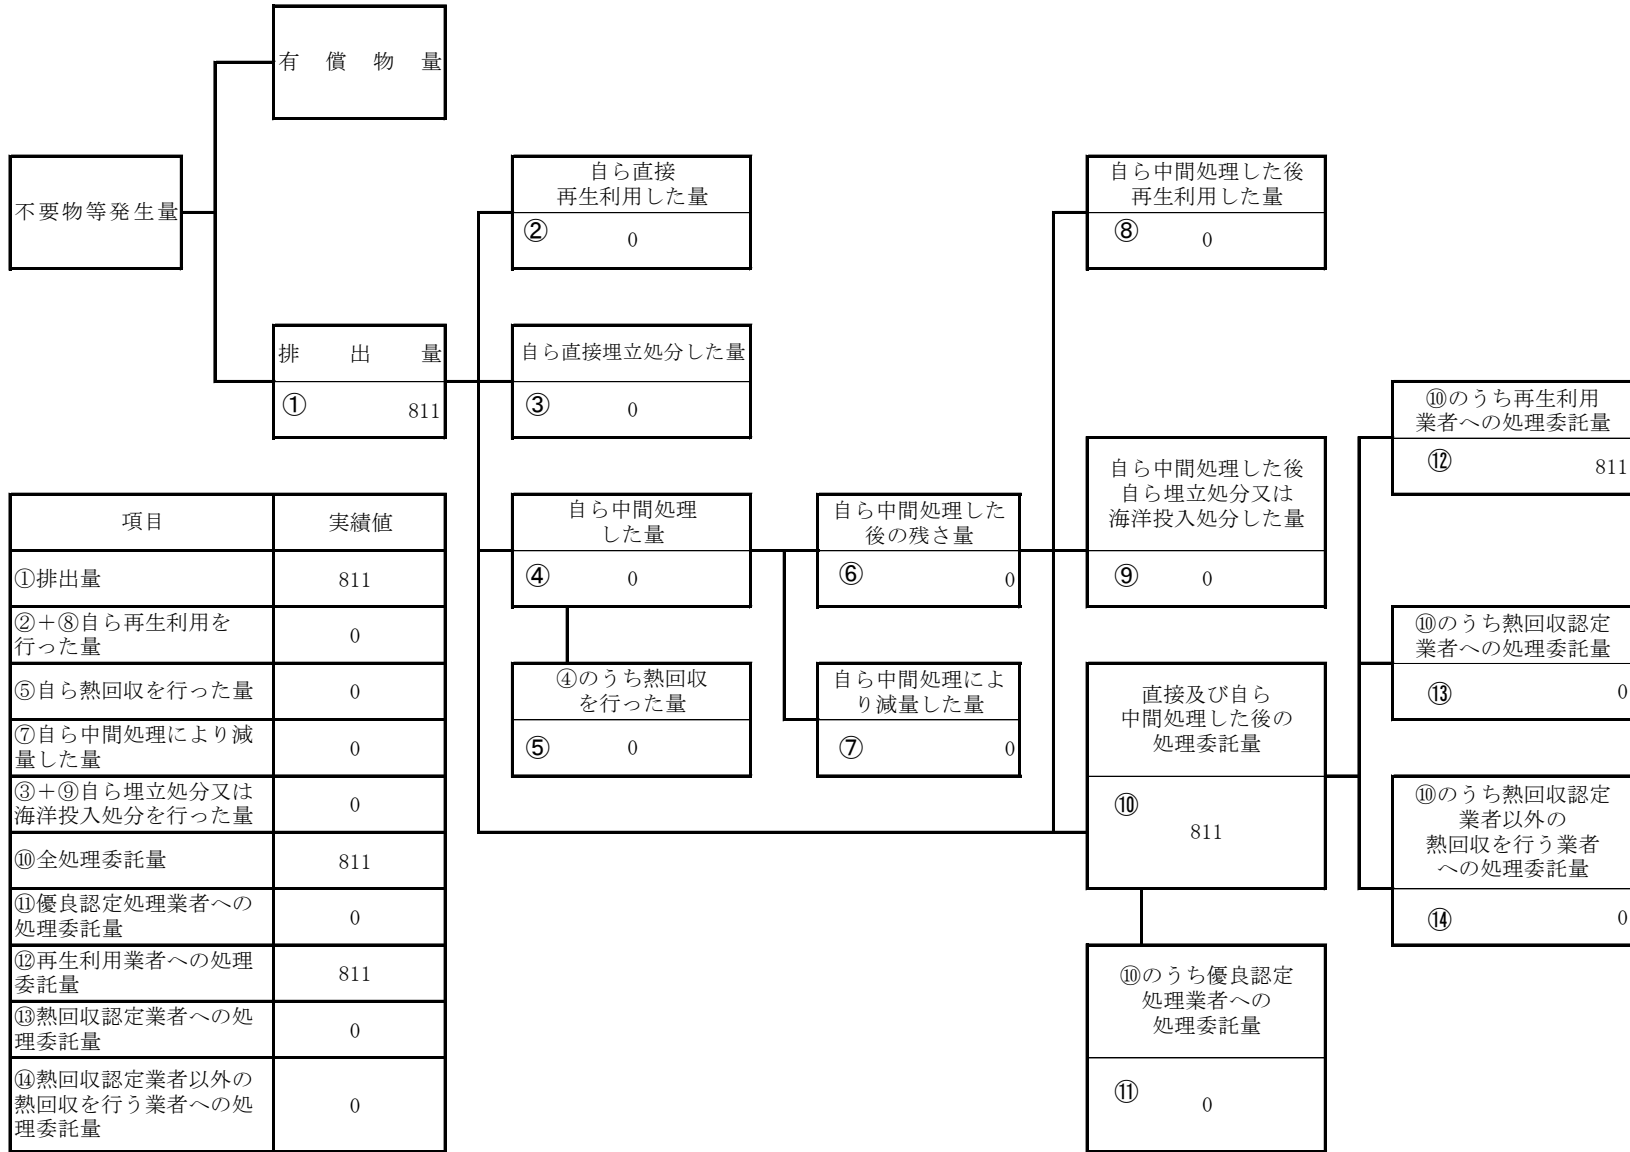 有償物量
不要物等発生量
排出量
① 811
自ら直接
再生利用した量
② 0
自ら直接埋立処分した量
③ 0
自ら中間処理
した量
④ 0
④のうち熱回収
を行った量
⑤ 0
自ら中間処理した
後の残さ量
⑥ 0
自ら中間処理によ
り減量した量
⑦ 0
自ら中間処理した後
再生利用した量
⑧ 0
自ら中間処理した後
自ら埋立処分又は
海洋投入処分した量
⑨ 0
直接及び自ら
中間処理した後の
処理委託量
⑩
811
⑩のうち優良認定
処理業者への
処理委託量
⑪ 0
⑩のうち再生利用
業者への処理委託量
⑫ 811
⑩のうち熱回収認定
業者への処理委託量
⑬ 0
⑩のうち熱回収認定
業者以外の
熱回収を行う業者
への処理委託量
⑭ 0
項目 実績値
①排出量 811
②＋⑧自ら再生利用を
行った量 0
⑤自ら熱回収を行った量 0
⑦自ら中間処理により減
量した量 0
③＋⑨自ら埋立処分又は
海洋投入処分を行った量 0
⑩全処理委託量 811
⑪優良認定処理業者への
処理委託量 0
⑫再生利用業者への処理
委託量 811
⑬熱回収認定業者への処
理委託量 0
⑭熱回収認定業者以外の
熱回収を行う業者への処
理委託量 0